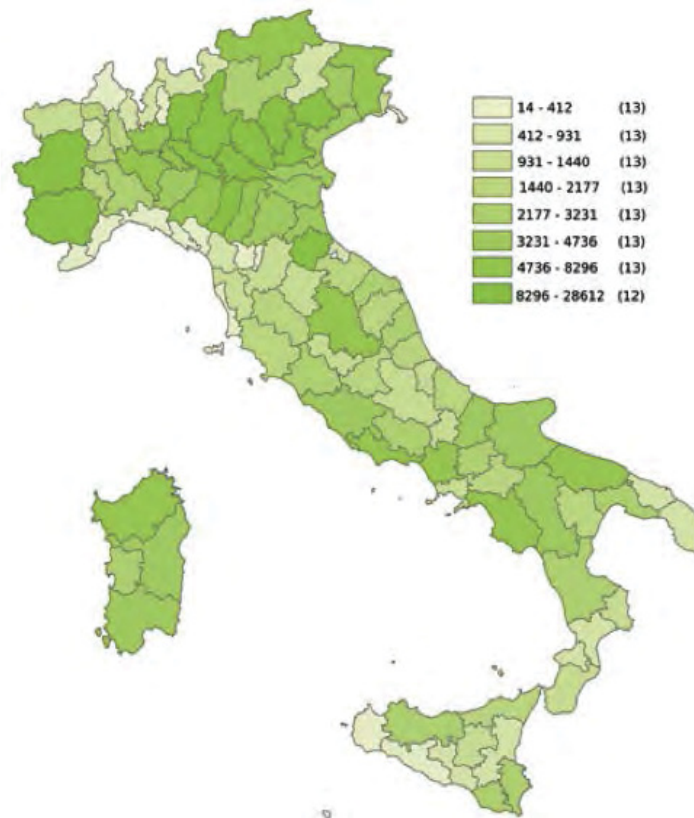 14 - 412 (13)
412 - 931 (13)
931 - 1440 (13)
1440 - 2177 (13)
2177 - 3231 (13)
3231 - 4736 (13)
4736 - 8296 (13)
8296 - 28612 (12)